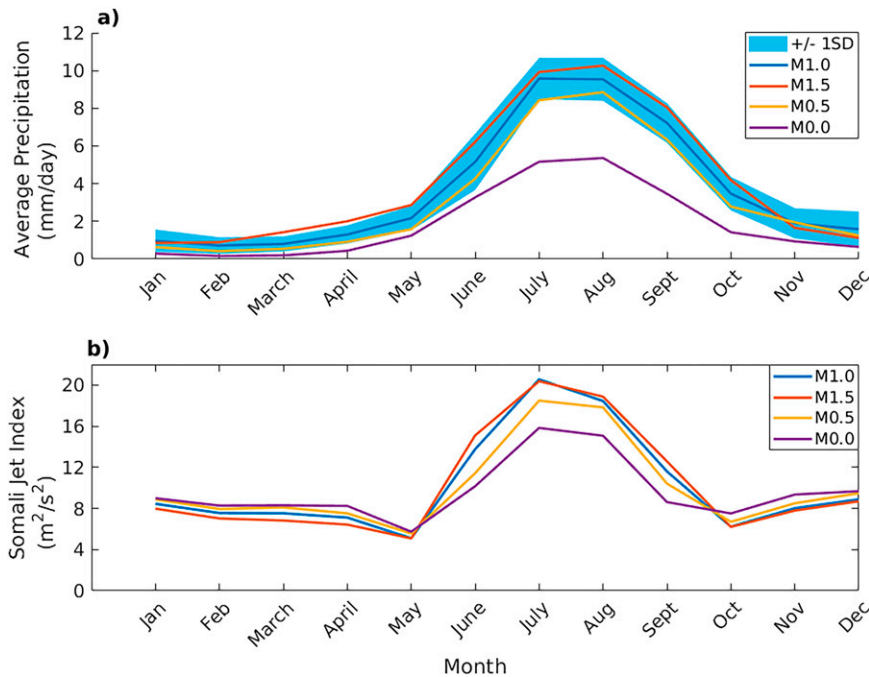 a)
Average Precipitation
(mm/day)
12
10
8
6
4
2
0
+/- 1SD
M1.0
M1.5
M0.5
M0.0
Jan Feb March April May June July Aug Sept Oct Nov Dec
b)
Somali Jet Index
(m²/s²)
20
16
12
8
4
0
M1.0
M1.5
M0.5
M0.0
Jan Feb March April May June July Aug Sept Oct Nov Dec
Month